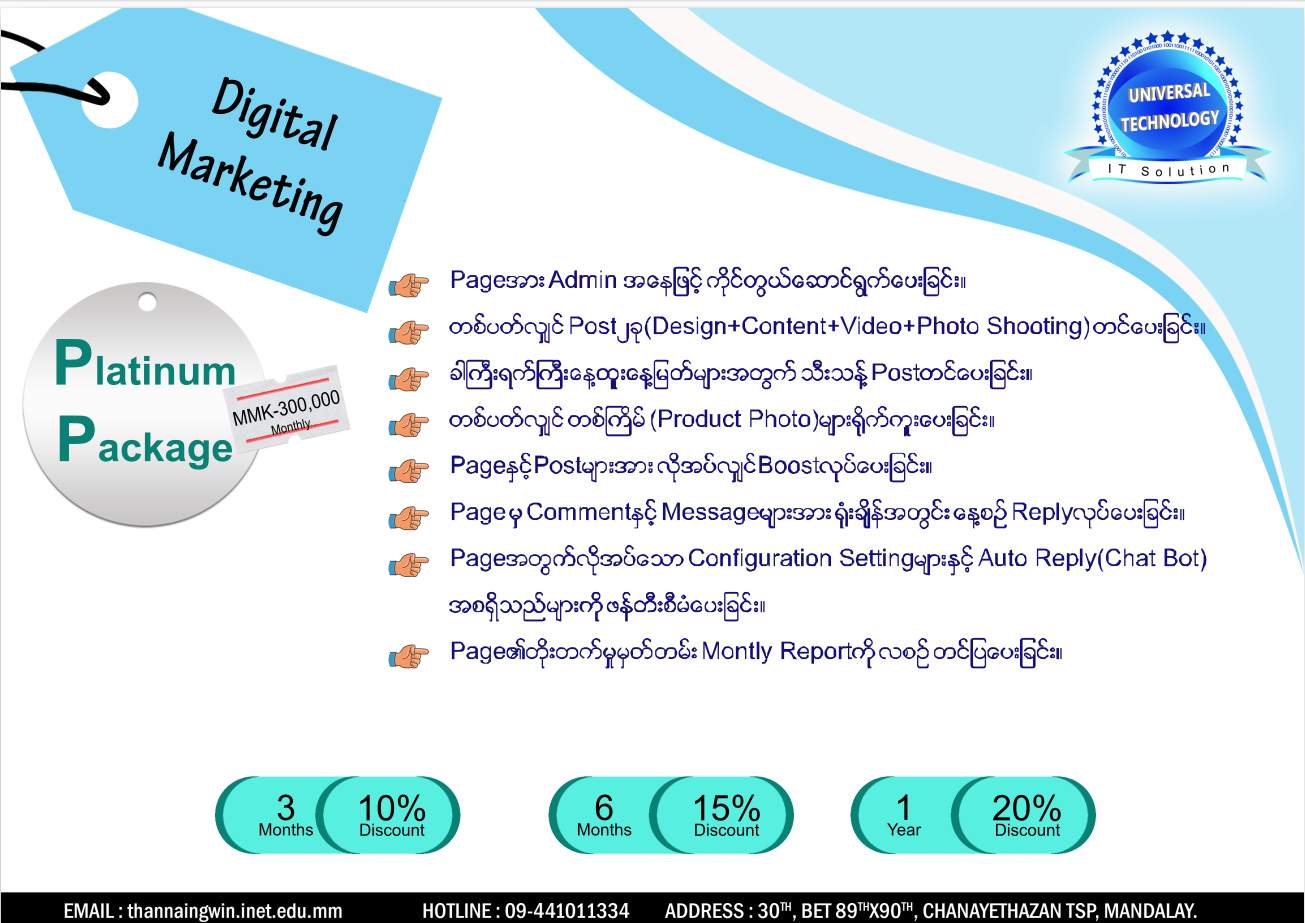 Digital
Marketing
UNIVERSAL
TECHNOLOGY
IT Solution
Platinum
Package
MMK-300,000
Monthly
Pageအား Admin အနေဖြင့် ကိုင်တွယ်ဆောင်ရွက်ပေးခြင်း။
တစ်ပတ်လျှင် Post၂ခု(Design+Content+Video+Photo Shooting)တင်ပေးခြင်း။
ခါကြီးရက်ကြီးနေ့ထူးနေ့မြတ်များအတွက် သီးသန့် Postတင်ပေးခြင်း။
တစ်ပတ်လျှင် တစ်ကြိမ် (Product Photo)များရိုက်ကူးပေးခြင်း။
Pageနှင့်Postများအား လိုအပ်လျှင်Boostလုပ်ပေးခြင်း။
Pageမှ Commentနှင့် Messageများအား ရုံးချိန်အတွင်း နေ့စဉ် Replyလုပ်ပေးခြင်း။
Pageအတွက်လိုအပ်သော Configuration Settingများနှင့် Auto Reply(Chat Bot)
အစရှိသည်များကို ဖန်တီးစီမံပေးခြင်း။
Page၏တိုးတက်မှုမှတ်တမ်း Montly Reportကို လစဉ် တင်ပြပေးခြင်း။
3 Months 10% Discount
6 Months 15% Discount
1 Year 20% Discount
EMAIL : thannaingwin.inet.edu.mm HOTLINE : 09-441011334 ADDRESS : 30TH, BET 89THX90TH, CHANAYETHAZAN TSP, MANDALAY.